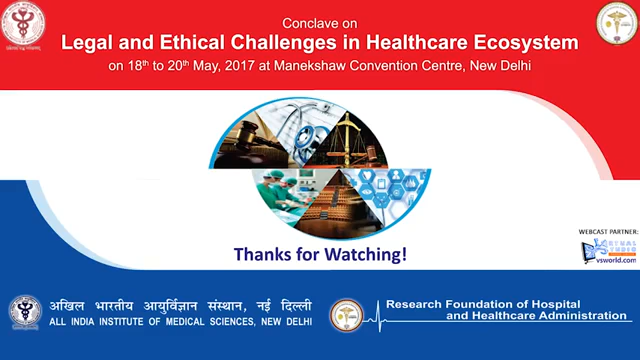 Conclave on
Legal and Ethical Challenges in Healthcare Ecosystem
on 18th to 20th May, 2017 at Manekshaw Convention Centre, New Delhi
Thanks for Watching!
WEBCAST PARTNER:
vsworld.com
अखिल भारतीय आयुर्विज्ञान संस्थान, नई दिल्ली
ALL INDIA INSTITUTE OF MEDICAL SCIENCES, NEW DELHI
Research Foundation of Hospital
and Healthcare Administration